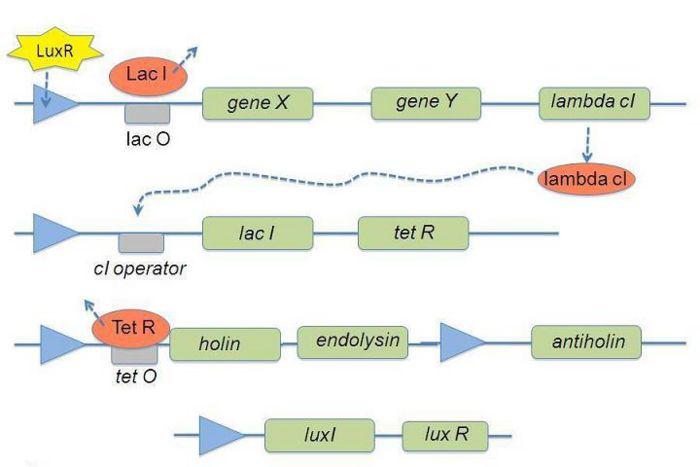 LuxR
Lac I
gene X
gene Y
lambda cI
lac O
lambda cI
lac I
tet R
cI operator
Tet R
holin
endolysin
antiholin
tet O
luxI
lux R